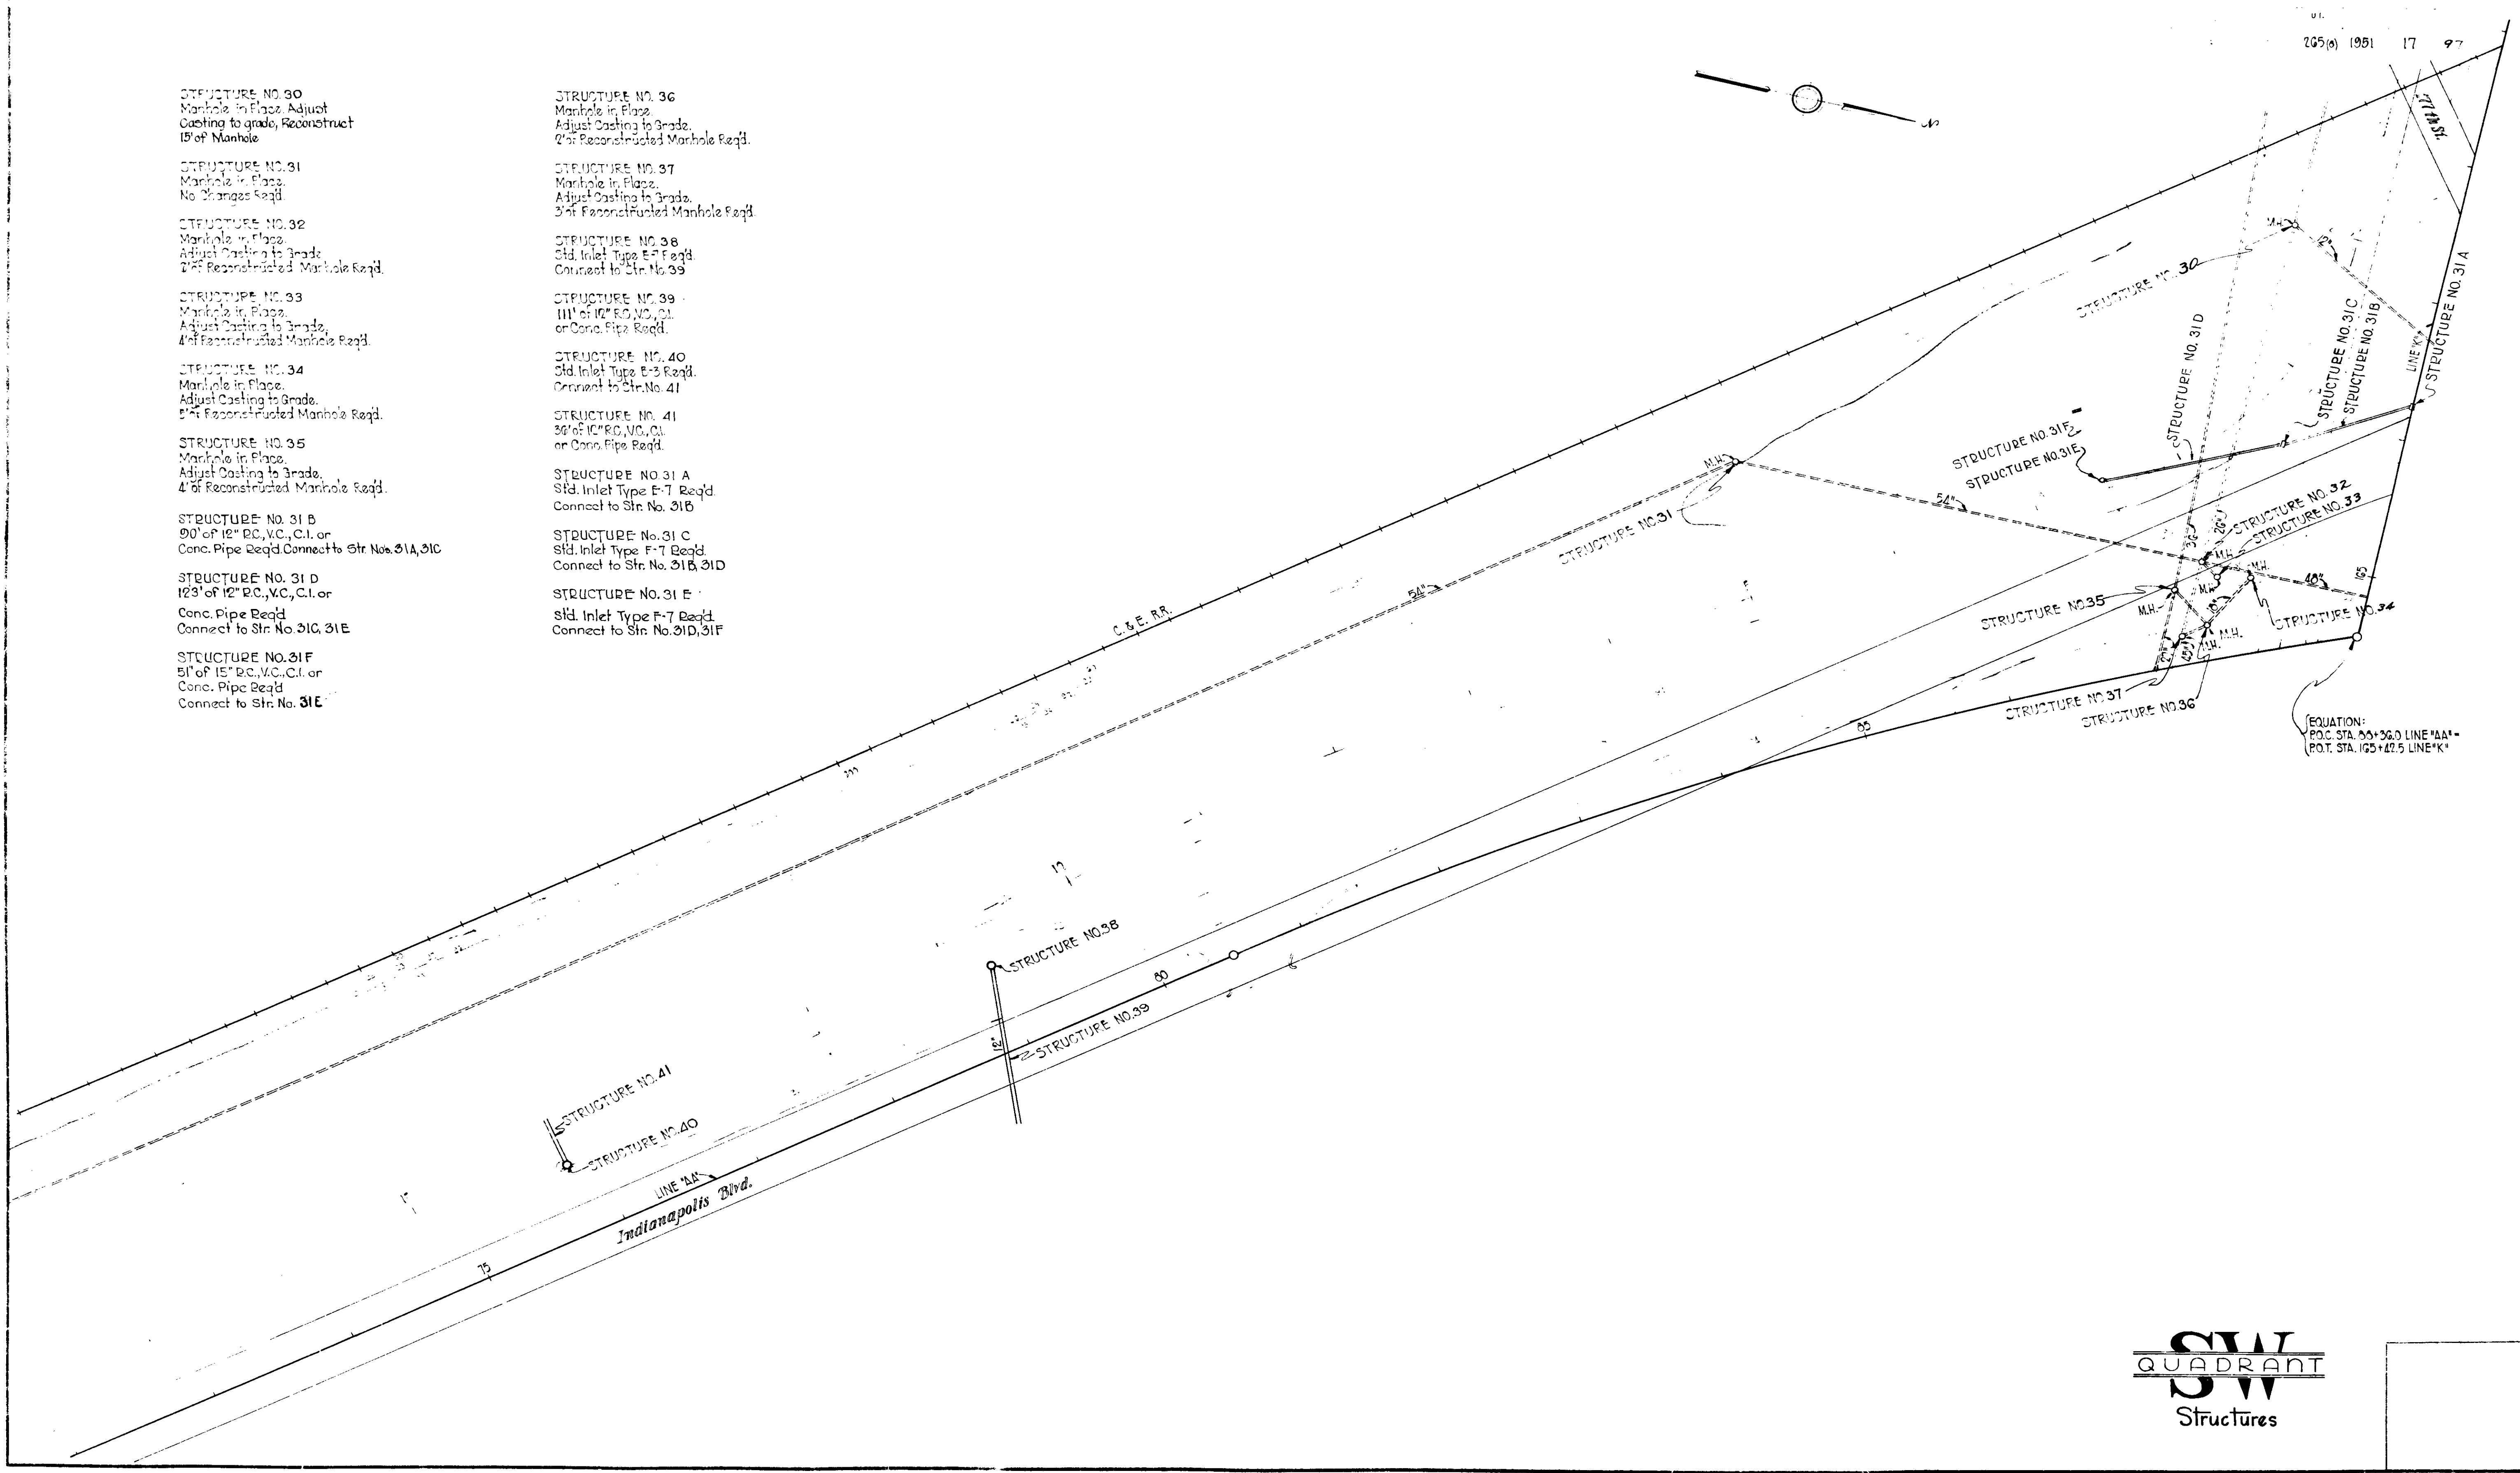 265(8) 1951 17 97
STRUCTURE NO. 30
Manhole in Place. Adjust
Casting to grade, Reconstruct
15' of Manhole
STRUCTURE NO. 31
Manhole in Place.
No Changes Req'd.
STRUCTURE NO. 32
Manhole in Place.
Adjust Casting to Grade
2' of Reconstructed Manhole Req'd.
STRUCTURE NO. 33
Manhole in Place.
Adjust Casting to Grade.
4' of Reconstructed Manhole Req'd.
STRUCTURE NO. 34
Manhole in Place.
Adjust Casting to Grade.
of Reconstructed Manhole Req'd.
STRUCTURE NO. 35
Manhole in Place.
Adjust Casting to Grade.
4' of Reconstructed Manhole Req'd.
STRUCTURE NO. 31 B
90' of 12" R.C., V.C., C.I. or
Conc. Pipe Req'd. Connect to Str. Nos. 31A, 31C
STRUCTURE NO. 31 D
123' of 12" R.C., V.C., C.I. or
Conc. Pipe Req'd
Connect to Str. No. 31C, 31E
STRUCTURE NO. 31F
51' of 15" R.C., V.C., C.I. or
Conc. Pipe Req'd
Connect to Str. No. 31E
STRUCTURE NO. 36
Manhole in Place.
Adjust Casting to Grade.
2' of Reconstructed Manhole Req'd.
STRUCTURE NO. 37
Manhole in Place.
Adjust Casting to Grade.
3' of Reconstructed Manhole Req'd.
STRUCTURE NO. 38
Std. Inlet Type E-7 Req'd.
Connect to Str. No. 39
STRUCTURE NO. 39
111' of 12" R.C., V.C., C.I.
or Conc. Pipe Req'd.
STRUCTURE NO. 40
Std. Inlet Type E-3 Req'd.
Connect to Str. No. 41
STRUCTURE NO. 41
36' of 12" R.C., V.C., C.I.
or Conc. Pipe Req'd.
STRUCTURE NO. 31 A
Std. Inlet Type E-7 Req'd.
Connect to Str. No. 31B
STRUCTURE No. 31 C
Std. Inlet Type F-7 Req'd.
Connect to Str. No. 31B, 31D
STRUCTURE NO. 31 E
Std. Inlet Type F-7 Req'd.
Connect to Str. No. 31D, 31F
N
77th St.
M.H.
12"
STRUCTURE NO. 30
LINE "K"
STRUCTURE NO. 31 A
STRUCTURE NO. 31C
STRUCTURE NO. 31B
STRUCTURE NO. 31 D
STRUCTURE NO. 31F
STRUCTURE NO. 31E
M.H.
54"
STRUCTURE NO. 31
STRUCTURE NO. 32
STRUCTURE NO. 33
36"
M.H.
M.H.
M.H.
48"
165
STRUCTURE NO. 35
M.H.
STRUCTURE NO. 34
M.H.
M.H.
STRUCTURE NO. 37
STRUCTURE NO. 36
54"
C. & E. R.R.
85
EQUATION:
P.O.C. STA. 88+36.0 LINE "AA" =
P.O.T. STA. 165+42.5 LINE "K"
STRUCTURE NO. 38
80
12"
STRUCTURE NO. 39
STRUCTURE NO. 41
STRUCTURE NO. 40
LINE "AA"
Indianapolis Blvd.
75
SW
QUADRANT
Structures